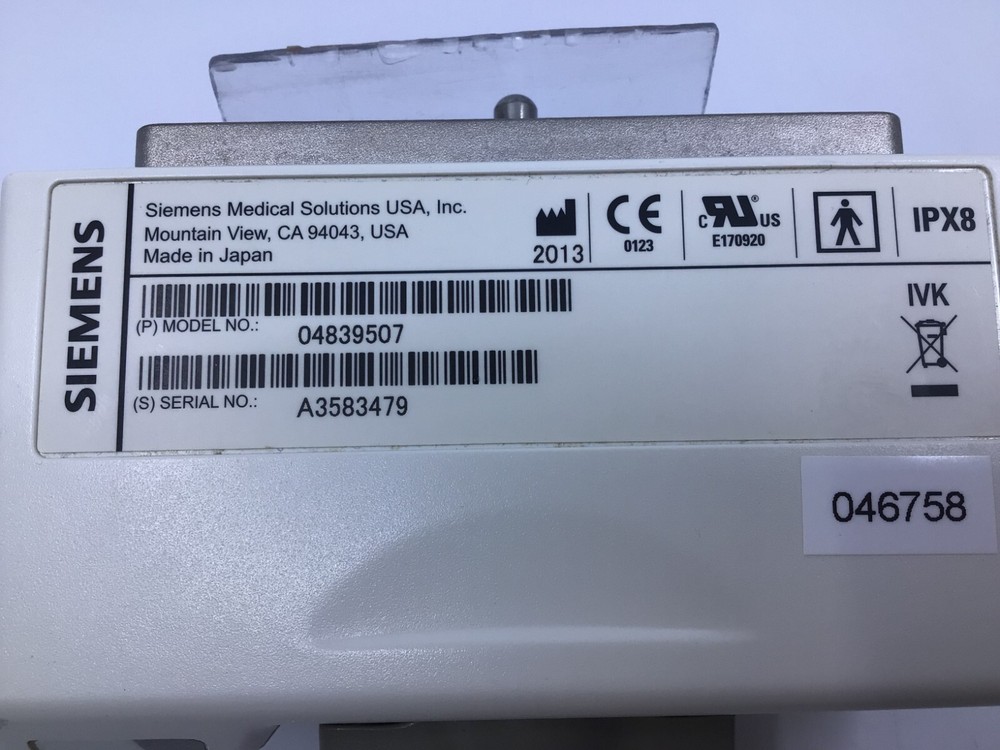 SIEMENS
Siemens Medical Solutions USA, Inc.
Mountain View, CA 94043, USA
Made in Japan
2013
CE
0123
c RU® US
E170920
IPX8
(P) MODEL NO.: 04839507
(S) SERIAL NO.: A3583479
IVK
046758